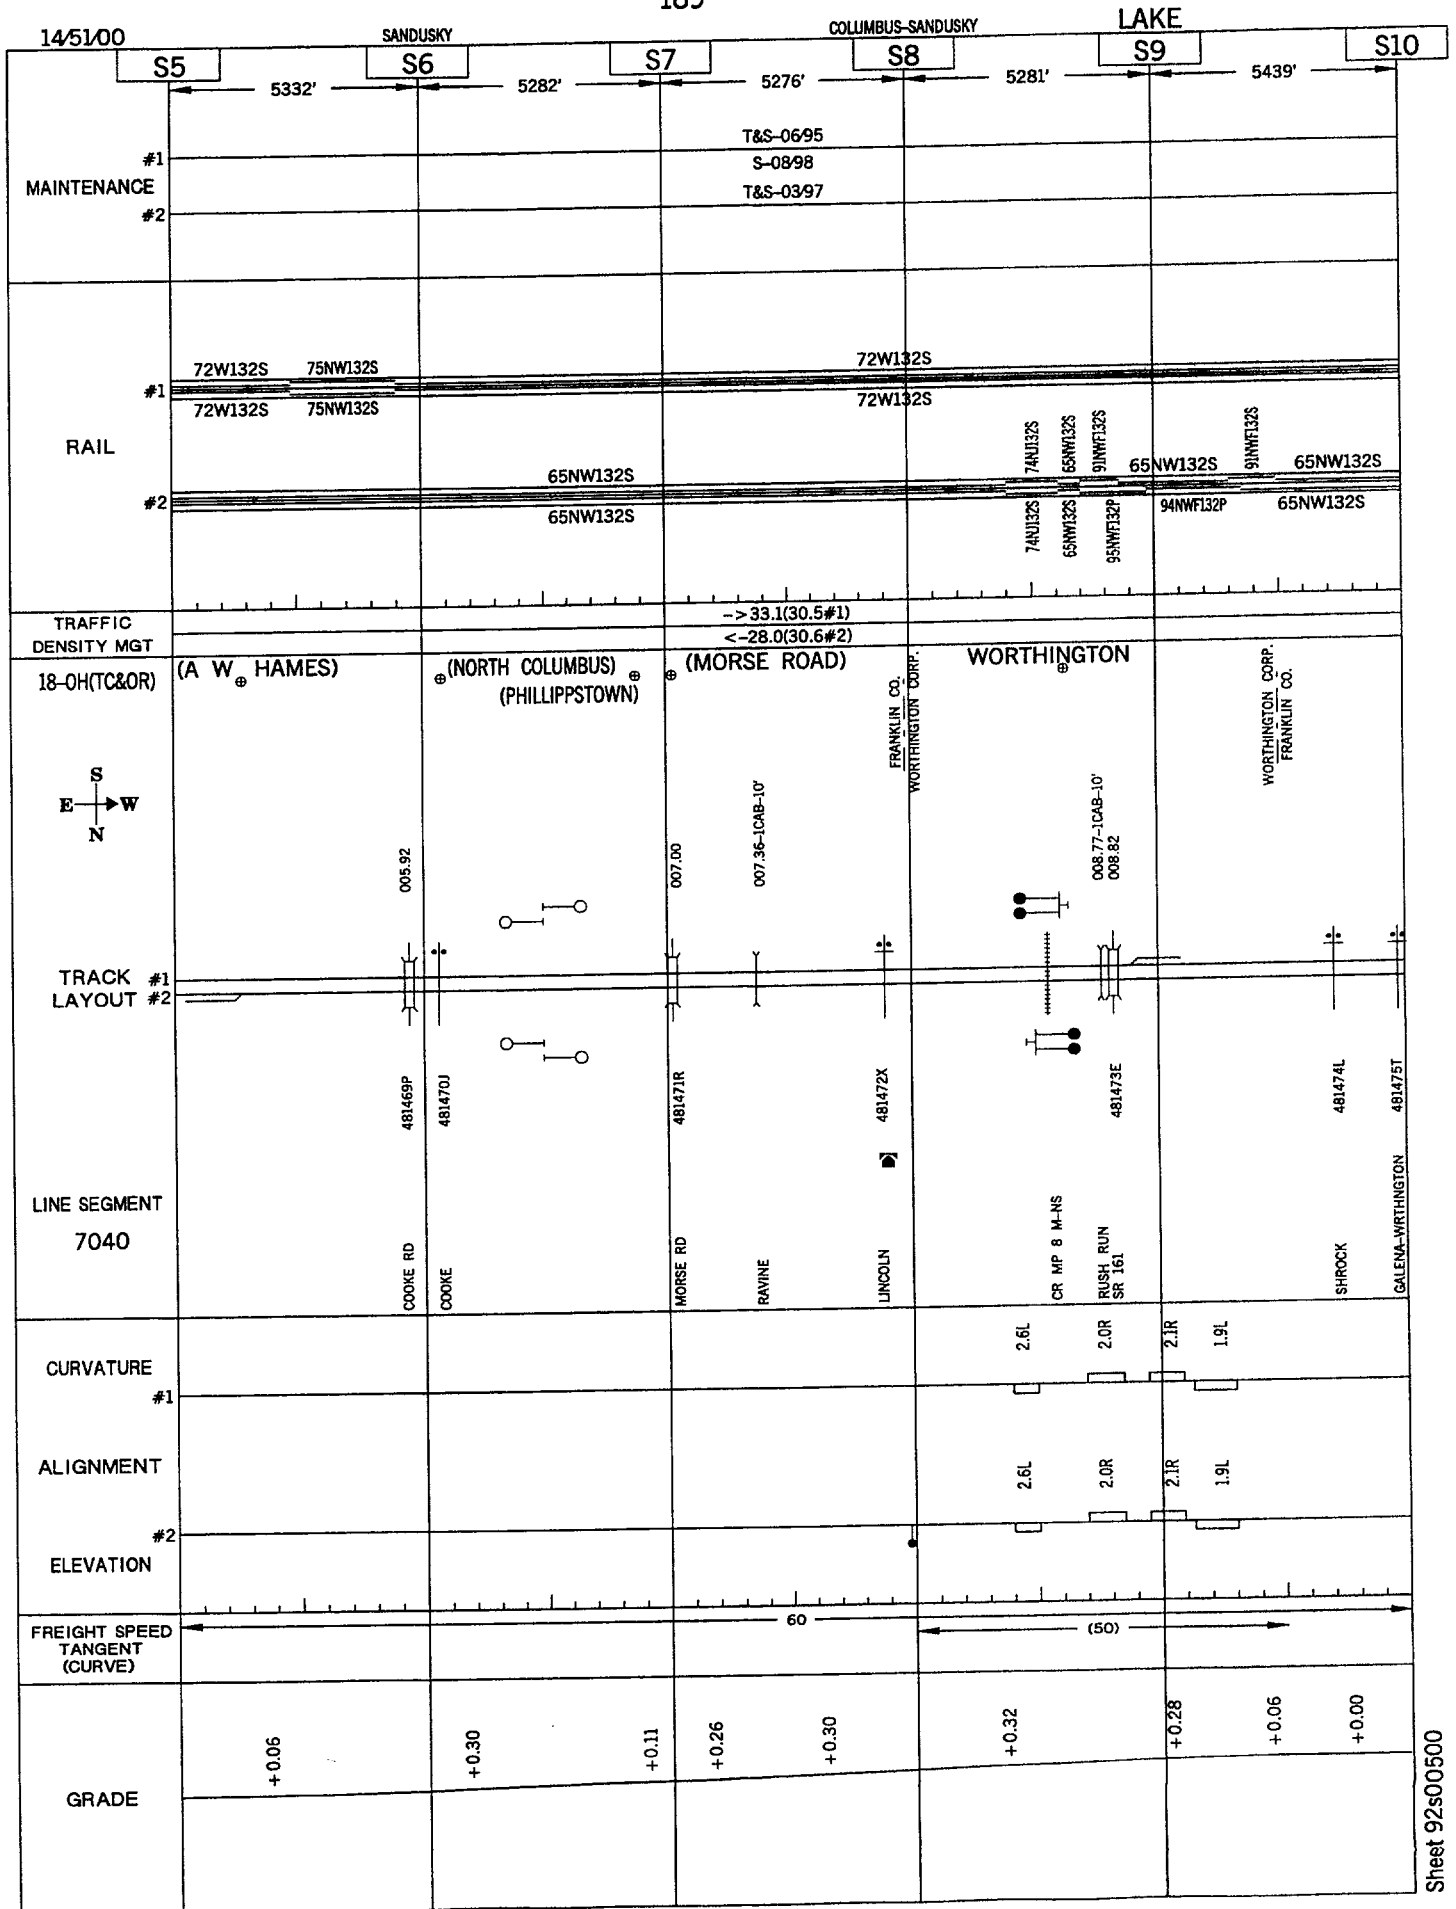 14/51/00
SANDUSKY
COLUMBUS-SANDUSKY
LAKE
S5 S6 S7 S8 S9 S10
5332' 5282' 5276' 5281' 5439'
T&S-06/95
#1
S-08/98
MAINTENANCE
T&S-03/97
#2
72W132S 75NW132S 72W132S
#1
72W132S 75NW132S 72W132S
RAIL
74NJ132S 65NW132S 91NWF132S 91NWF132S
65NW132S 65NW132S 65NW132S
#2
65NW132S 94NWF132P 65NW132S
74NJ132S 65NW132S 95NWF132P
TRAFFIC
DENSITY MGT
->33.1(30.5#1)
<-28.0(30.6#2)
18-OH(TC&OR)
(A W HAMES) (NORTH COLUMBUS) (MORSE ROAD) WORTHINGTON
(PHILLIPPSTOWN)
FRANKLIN CO.
WORTHINGTON CORP.
WORTHINGTON CORP.
FRANKLIN CO.
S
E W
N
005.92
007.00
007.36-1CAB-10'
008.77-1CAB-10'
008.82
TRACK #1
LAYOUT #2
481469P
481470J
481471R
481472X
481473E
481474L
481475T
LINE SEGMENT
7040
COOKE RD
COOKE
MORSE RD
RAVINE
LINCOLN
CR MP 8 M-NS
RUSH RUN
SR 161
SHROCK
GALENA-WRTHNGTON
CURVATURE
#1
2.6L 2.0R 2.1R 1.9L
ALIGNMENT
2.6L 2.0R 2.1R 1.9L
#2
ELEVATION
FREIGHT SPEED
TANGENT
(CURVE)
60
(50)
GRADE
+0.06 +0.30 +0.11 +0.26 +0.30 +0.32 +0.28 +0.06 +0.00
Sheet 92s00500